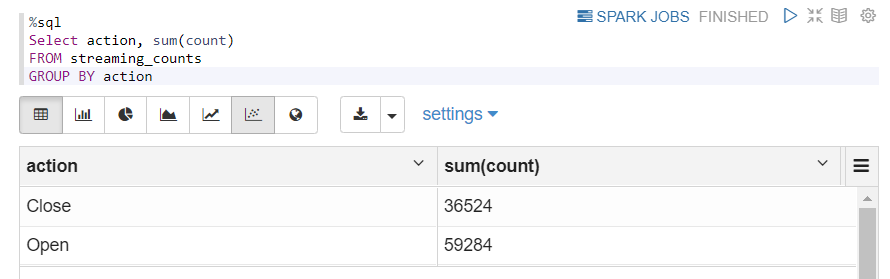 %sql SPARK JOBS FINISHED
Select action, sum(count)
FROM streaming_counts
GROUP BY action
settings
action sum(count)
Close 36524
Open 59284